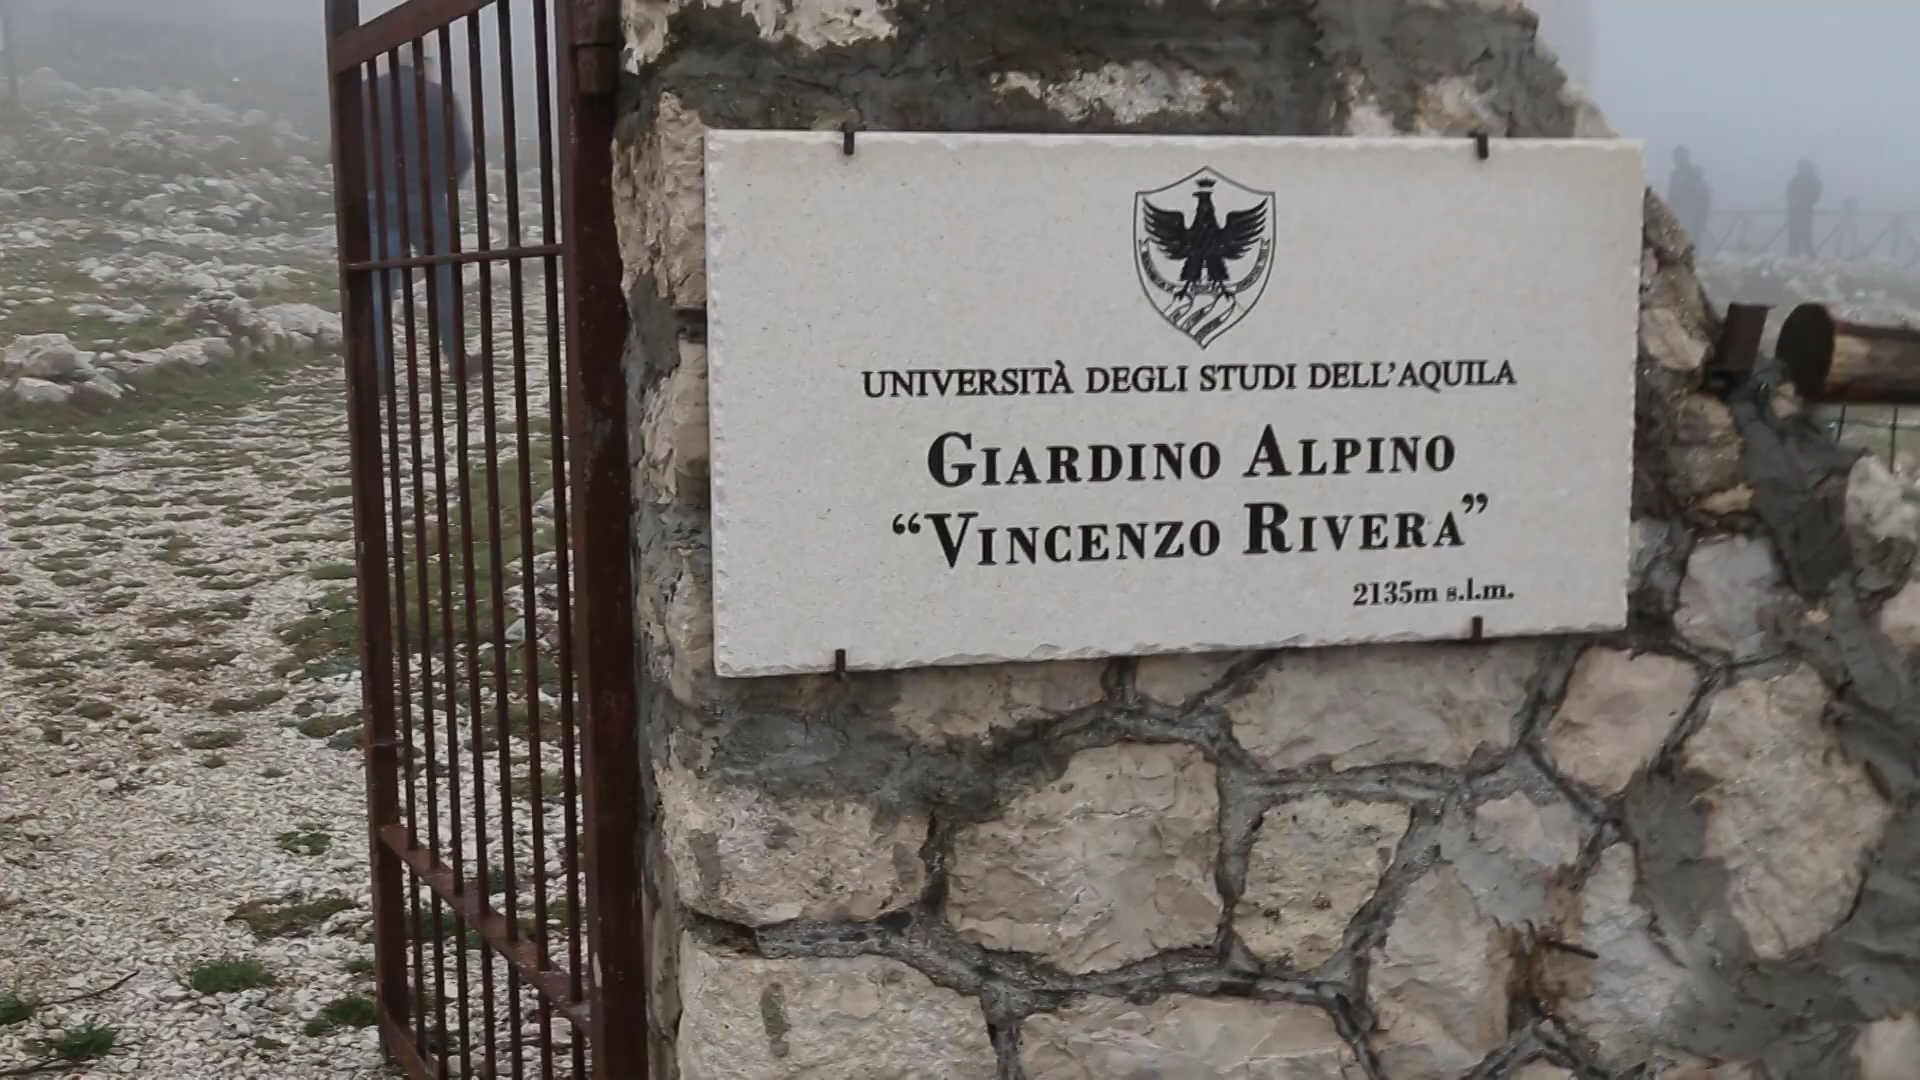 UNIVERSITÀ DEGLI STUDI DELL'AQUILA
GIARDINO ALPINO
“VINCENZO RIVERA”
2135m s.l.m.